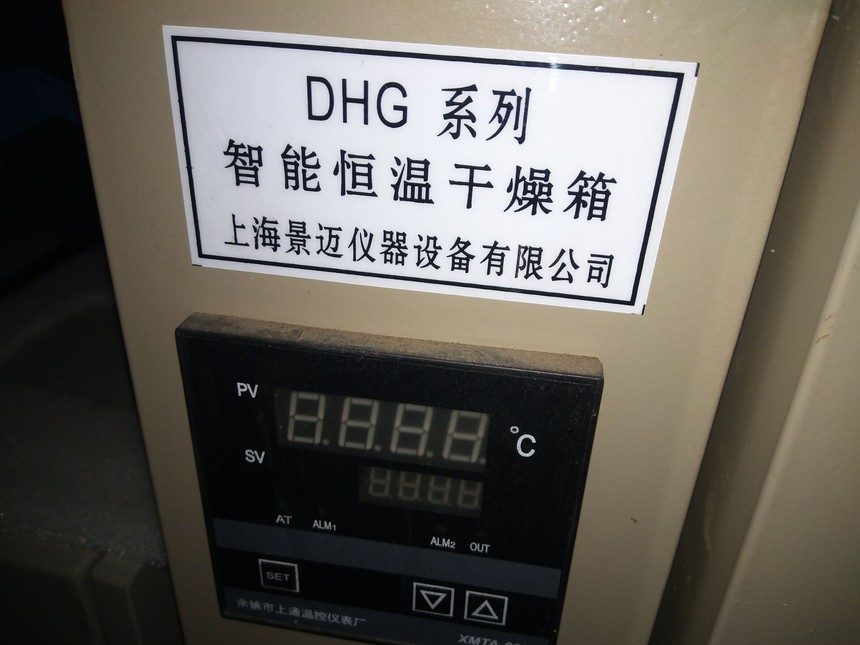 DHG 系列
智能恒温干燥箱
上海景迈仪器设备有限公司
PV
°C
SV
AT ALM1 ALM2 OUT
SET
余姚市上通温控仪表厂